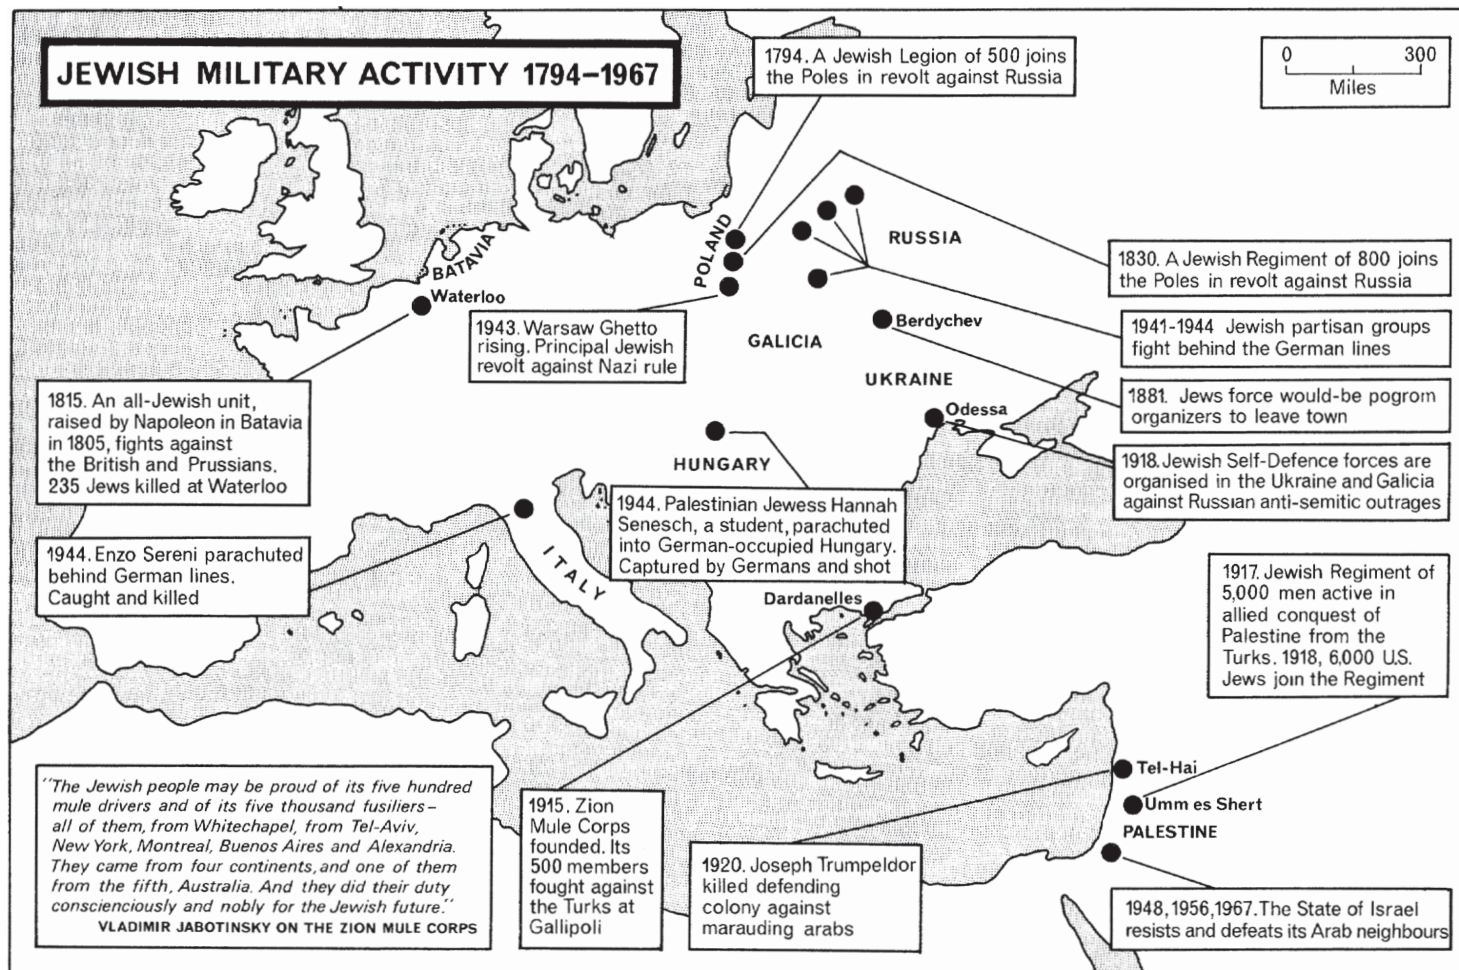 JEWISH MILITARY ACTIVITY 1794–1967
1794. A Jewish Legion of 500 joins
the Poles in revolt against Russia
0 300
Miles
POLAND
RUSSIA
BATAVIA
Waterloo
1830. A Jewish Regiment of 800 joins
the Poles in revolt against Russia
1943. Warsaw Ghetto
rising. Principal Jewish
revolt against Nazi rule
GALICIA
Berdychev
1941-1944 Jewish partisan groups
fight behind the German lines
UKRAINE
1815. An all-Jewish unit,
raised by Napoleon in Batavia
in 1805, fights against
the British and Prussians.
235 Jews killed at Waterloo
1881. Jews force would-be pogrom
organizers to leave town
Odessa
HUNGARY
1918. Jewish Self-Defence forces are
organised in the Ukraine and Galicia
against Russian anti-semitic outrages
1944. Palestinian Jewess Hannah
Senesch, a student, parachuted
into German-occupied Hungary.
Captured by Germans and shot
1944. Enzo Sereni parachuted
behind German lines.
Caught and killed
ITALY
Dardanelles
1917. Jewish Regiment of
5,000 men active in
allied conquest of
Palestine from the
Turks. 1918, 6,000 U.S.
Jews join the Regiment
Tel-Hai
Umm es Shert
PALESTINE
"The Jewish people may be proud of its five hundred
mule drivers and of its five thousand fusiliers –
all of them, from Whitechapel, from Tel-Aviv,
New York, Montreal, Buenos Aires and Alexandria.
They came from four continents, and one of them
from the fifth, Australia. And they did their duty
conscienciously and nobly for the Jewish future."
VLADIMIR JABOTINSKY ON THE ZION MULE CORPS
1915. Zion
Mule Corps
founded. Its
500 members
fought against
the Turks at
Gallipoli
1920. Joseph Trumpeldor
killed defending
colony against
marauding arabs
1948, 1956, 1967. The State of Israel
resists and defeats its Arab neighbours